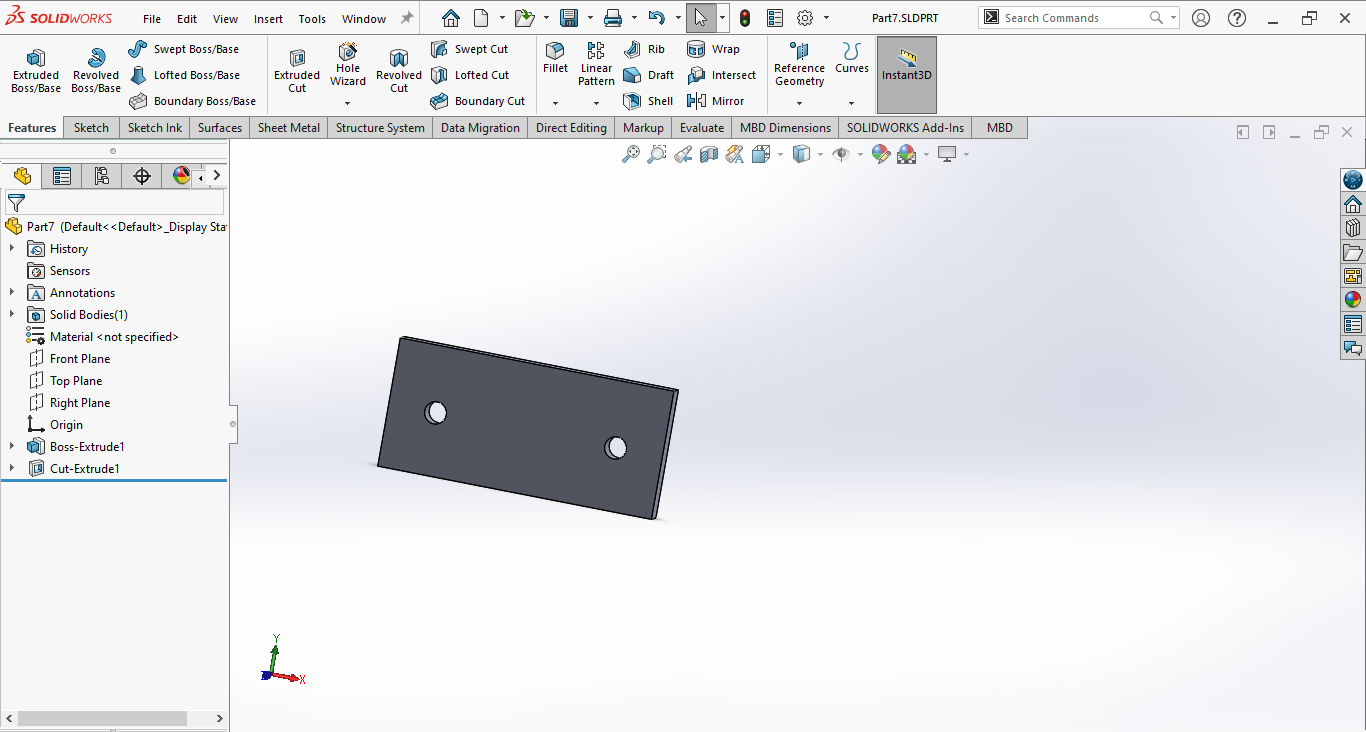 SOLIDWORKS File Edit View Insert Tools Window Part7.SLDPRT Search Commands
Extruded Boss/Base
Revolved Boss/Base
Swept Boss/Base
Lofted Boss/Base
Boundary Boss/Base
Extruded Cut
Hole Wizard
Revolved Cut
Swept Cut
Lofted Cut
Boundary Cut
Fillet
Linear Pattern
Rib
Draft
Shell
Wrap
Intersect
Mirror
Reference Geometry
Curves
Instant3D
Features Sketch Sketch Ink Surfaces Sheet Metal Structure System Data Migration Direct Editing Markup Evaluate MBD Dimensions SOLIDWORKS Add-Ins MBD
Part7 (Default<<Default>_Display Sta
History
Sensors
Annotations
Solid Bodies(1)
Material <not specified>
Front Plane
Top Plane
Right Plane
Origin
Boss-Extrude1
Cut-Extrude1
Y
X